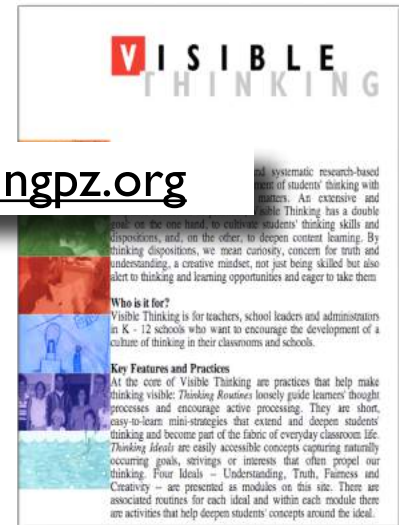 VISIBLE
THINKING
ngpz.org
nd systematic research-based
ment of students' thinking with
matters. An extensive and
Visible Thinking has a double
goal: on the one hand, to cultivate students' thinking skills and
dispositions, and, on the other, to deepen content learning. By
thinking dispositions, we mean curiosity, concern for truth and
understanding, a creative mindset, not just being skilled but also
alert to thinking and learning opportunities and eager to take them
Who is it for?
Visible Thinking is for teachers, school leaders and administrators
in K - 12 schools who want to encourage the development of a
culture of thinking in their classrooms and schools.
Key Features and Practices
At the core of Visible Thinking are practices that help make
thinking visible: Thinking Routines loosely guide learners' thought
processes and encourage active processing. They are short,
easy-to-learn mini-strategies that extend and deepen students'
thinking and become part of the fabric of everyday classroom life.
Thinking Ideals are easily accessible concepts capturing naturally
occurring goals, strivings or interests that often propel our
thinking. Four Ideals -- Understanding, Truth, Fairness and
Creativity -- are presented as modules on this site. There are
associated routines for each ideal and within each module there
are activities that help deepen students' concepts around the ideal.